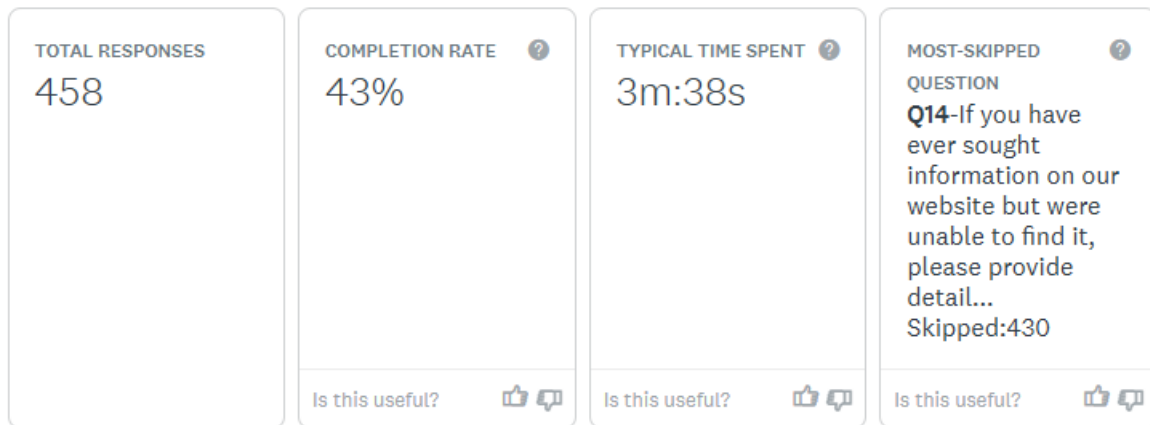 TOTAL RESPONSES
458
COMPLETION RATE
43%
Is this useful?
TYPICAL TIME SPENT
3m:38s
Is this useful?
MOST-SKIPPED
QUESTION
Q14-If you have
ever sought
information on our
website but were
unable to find it,
please provide
detail...
Skipped:430
Is this useful?